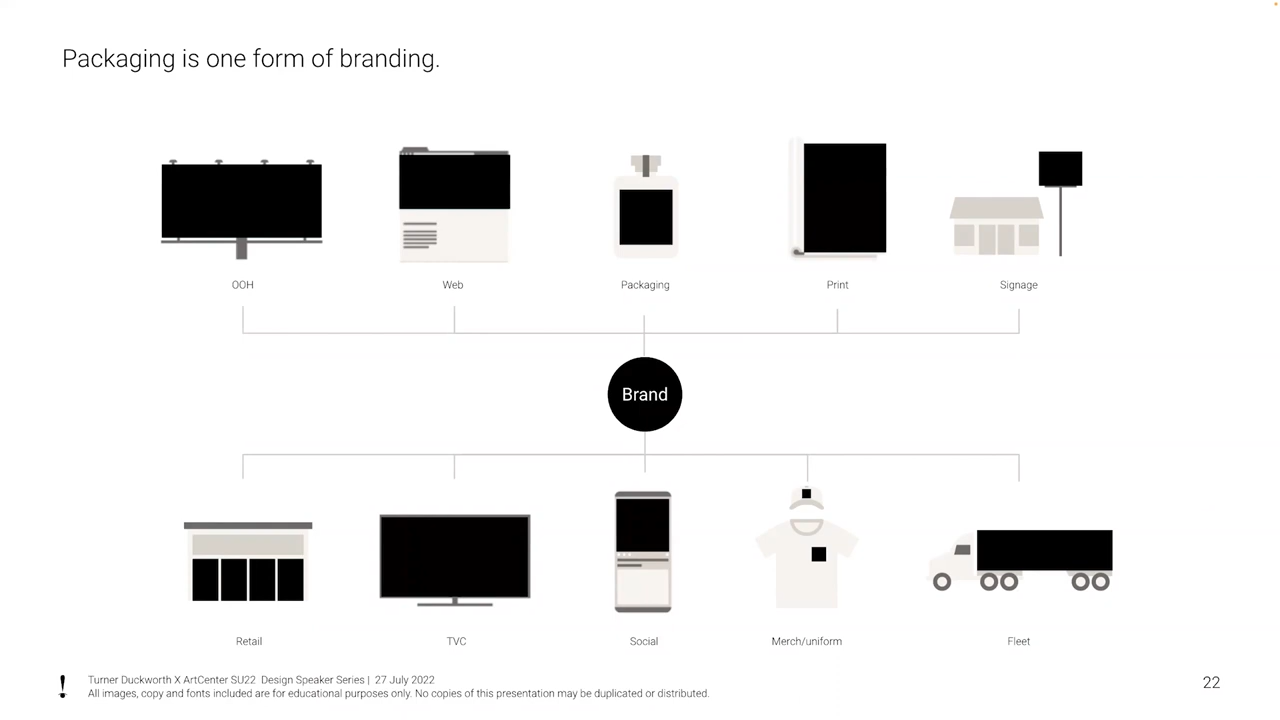 Packaging is one form of branding.
OOH
Web
Packaging
Print
Signage
Brand
Retail
TVC
Social
Merch/uniform
Fleet
! Turner Duckworth X ArtCenter SU22 Design Speaker Series | 27 July 2022
All images, copy and fonts included are for educational purposes only. No copies of this presentation may be duplicated or distributed.
22